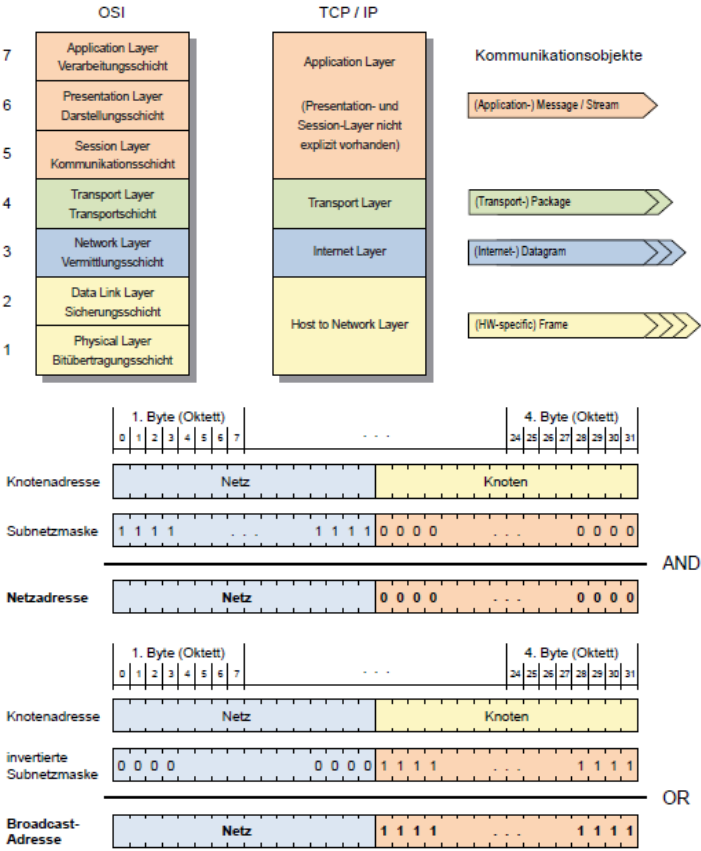 OSI TCP / IP
7 Application Layer
Verarbeitungsschicht
6 Presentation Layer
Darstellungsschicht
5 Session Layer
Kommunikationsschicht
4 Transport Layer
Transportschicht
3 Network Layer
Vermittlungsschicht
2 Data Link Layer
Sicherungsschicht
1 Physical Layer
Bitübertragungsschicht
Application Layer
(Presentation- und
Session-Layer nicht
explizit vorhanden)
Transport Layer
Internet Layer
Host to Network Layer
Kommunikationsobjekte
(Application-) Message / Stream
(Transport-) Package
(Internet-) Datagram
(HW-specific) Frame
1. Byte (Oktett) 4. Byte (Oktett)
0 1 2 3 4 5 6 7 . . . 24 25 26 27 28 29 30 31
Knotenadresse Netz Knoten
Subnetzmaske 1 1 1 1 . . . 1 1 1 1 0 0 0 0 . . . 0 0 0 0
AND
Netzadresse Netz 0 0 0 0 . . . 0 0 0 0
1. Byte (Oktett) 4. Byte (Oktett)
0 1 2 3 4 5 6 7 . . . 24 25 26 27 28 29 30 31
Knotenadresse Netz Knoten
invertierte
Subnetzmaske 0 0 0 0 0 0 0 0 1 1 1 1 . . . 1 1 1 1
OR
Broadcast-
Adresse Netz 1 1 1 1 . . . 1 1 1 1